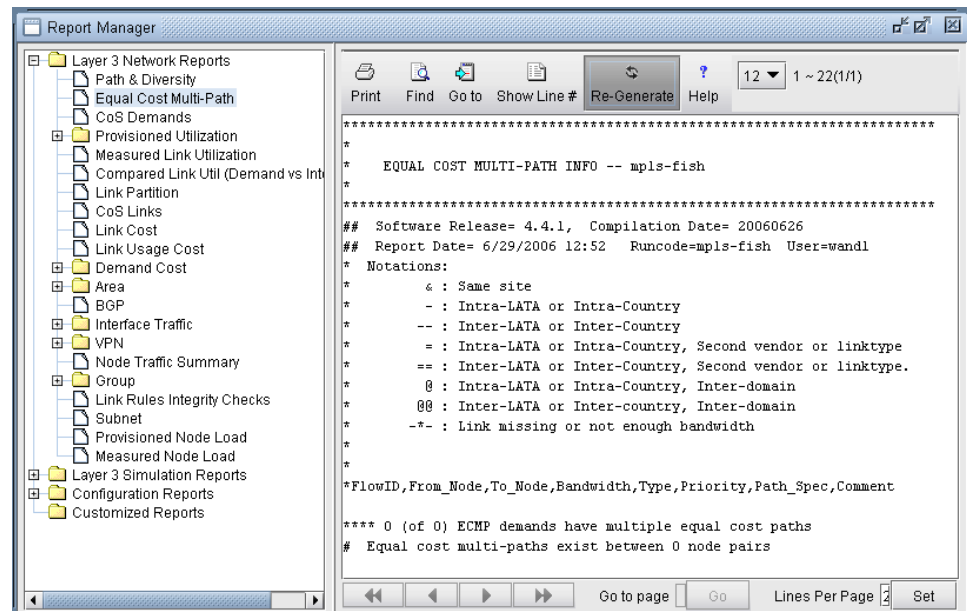 Report Manager
Layer 3 Network Reports
Path & Diversity
Equal Cost Multi-Path
CoS Demands
Provisioned Utilization
Measured Link Utilization
Compared Link Util (Demand vs Int
Link Partition
CoS Links
Link Cost
Link Usage Cost
Demand Cost
Area
BGP
Interface Traffic
VPN
Node Traffic Summary
Group
Link Rules Integrity Checks
Subnet
Provisioned Node Load
Measured Node Load
Layer 3 Simulation Reports
Configuration Reports
Customized Reports
Print Find Go to Show Line # Re-Generate Help 12 1 ~ 22(1/1)
*************************************************************************
*
* EQUAL COST MULTI-PATH INFO -- mpls-fish
*
*************************************************************************
## Software Release= 4.4.1, Compilation Date= 20060626
## Report Date= 6/29/2006 12:52 Runcode=mpls-fish User=wandl
* Notations:
* & : Same site
* - : Intra-LATA or Intra-Country
* -- : Inter-LATA or Inter-Country
* = : Intra-LATA or Intra-Country, Second vendor or linktype
* == : Inter-LATA or Inter-Country, Second vendor or linktype.
* @ : Intra-LATA or Intra-Country, Inter-domain
* @@ : Inter-LATA or Inter-country, Inter-domain
* -*- : Link missing or not enough bandwidth
*
*
*FlowID,From_Node,To_Node,Bandwidth,Type,Priority,Path_Spec,Comment
**** 0 (of 0) ECMP demands have multiple equal cost paths
# Equal cost multi-paths exist between 0 node pairs
Go to page Go Lines Per Page 2 Set